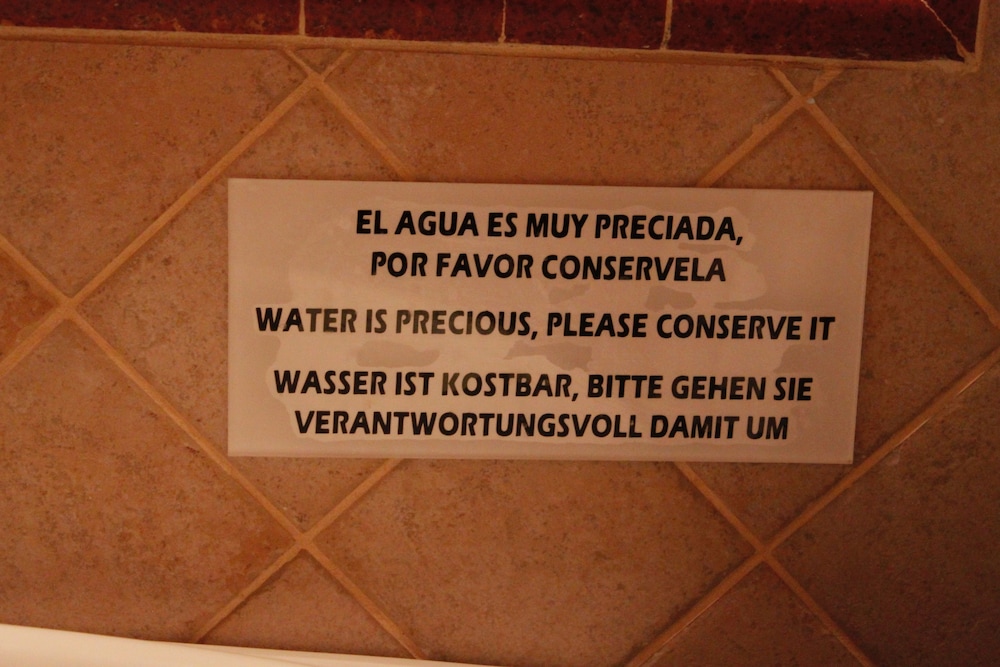 EL AGUA ES MUY PRECIADA,
POR FAVOR CONSERVELA
WATER IS PRECIOUS, PLEASE CONSERVE IT
WASSER IST KOSTBAR, BITTE GEHEN SIE
VERANTWORTUNGSVOLL DAMIT UM